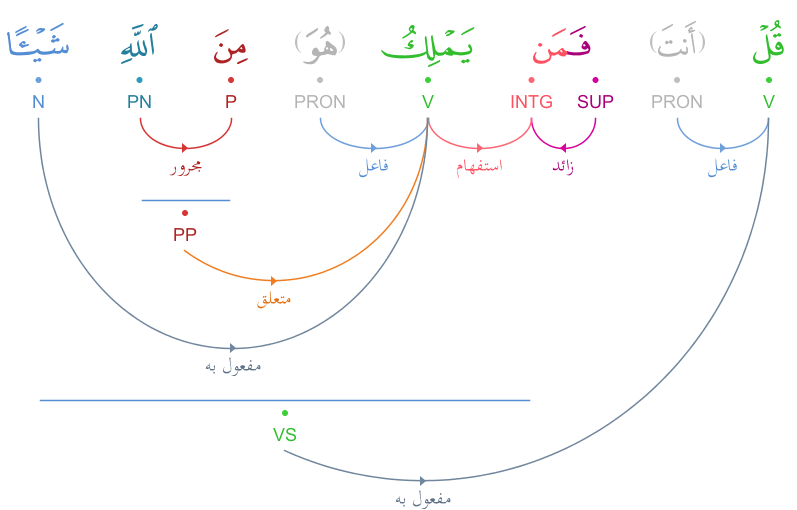 قُلْ (أَنتَ) فَمَن يَمْلِكُ (هُوَ) مِنَ ٱللَّهِ شَيْـًٔا
V PRON SUP INTG V PRON P PN N
فاعل زائد استفهام فاعل مجرور
PP
متعلق
مفعول به
VS
مفعول به